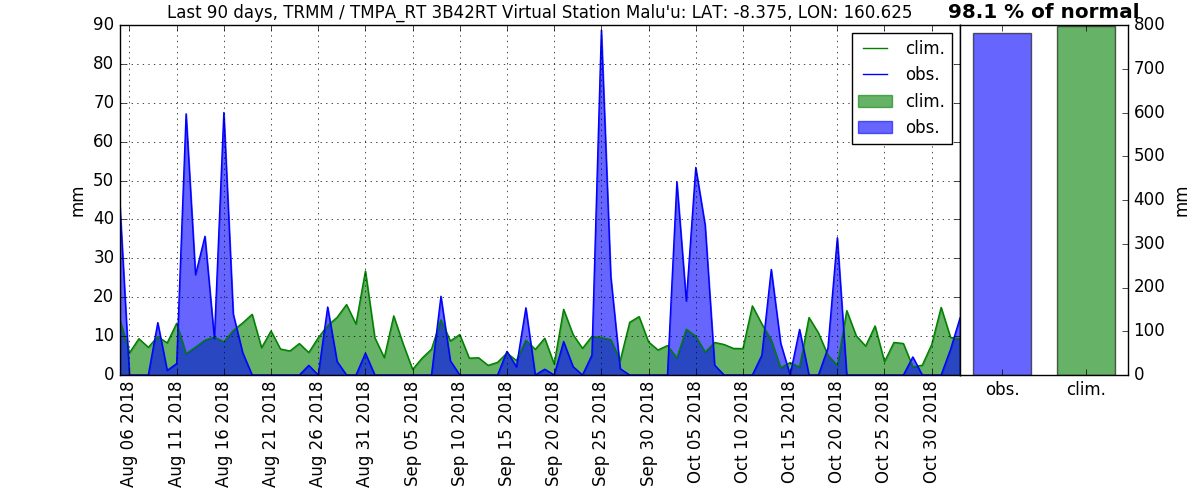 Last 90 days, TRMM / TMPA_RT 3B42RT Virtual Station Malu'u: LAT: -8.375, LON: 160.625
98.1 % of normal
90
80
70
60
50
40
30
20
10
0
mm
clim.
obs.
clim.
obs.
Aug 06 2018
Aug 11 2018
Aug 16 2018
Aug 21 2018
Aug 26 2018
Aug 31 2018
Sep 05 2018
Sep 10 2018
Sep 15 2018
Sep 20 2018
Sep 25 2018
Sep 30 2018
Oct 05 2018
Oct 10 2018
Oct 15 2018
Oct 20 2018
Oct 25 2018
Oct 30 2018
800
700
600
500
400
300
200
100
0
mm
obs.
clim.